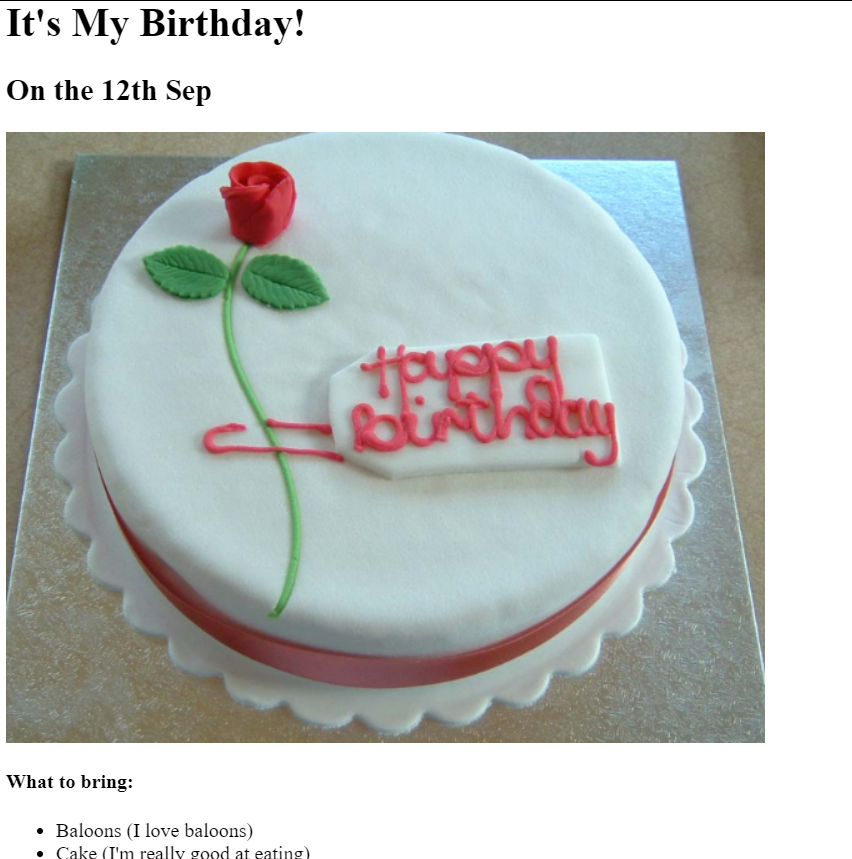 It's My Birthday!
On the 12th Sep
Happy
Birthday
What to bring:
Baloons (I love baloons)
Cake (I'm really good at eating)